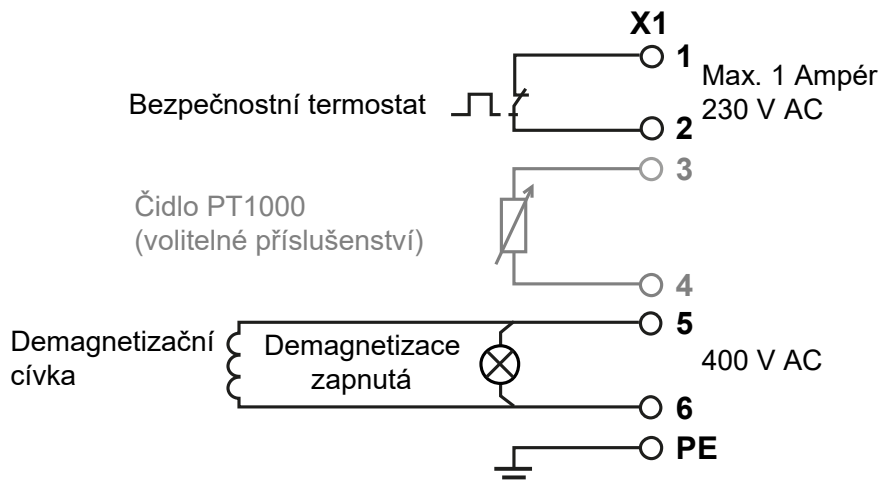 X1
1
Max. 1 Ampér
Bezpečnostní termostat
230 V AC
2
3
Čidlo PT1000
(volitelné příslušenství)
4
5
Demagnetizační
cívka
Demagnetizace
zapnutá
400 V AC
6
PE